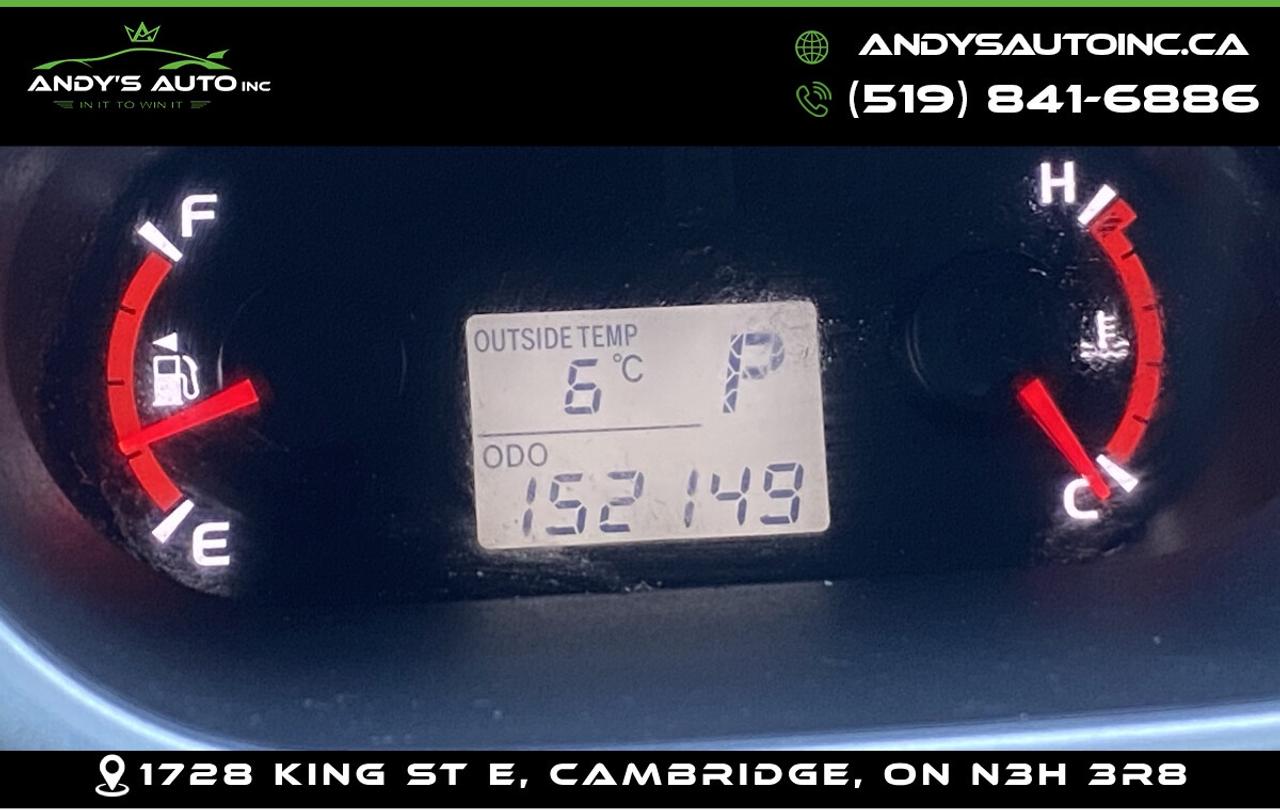 ANDY'S AUTO INC
IN IT TO WIN IT
ANDYSAUTOINC.CA
(519) 841-6886
F
H
OUTSIDE TEMP
6°C P
ODO
152149
E
C
1728 KING ST E, CAMBRIDGE, ON N3H 3R8